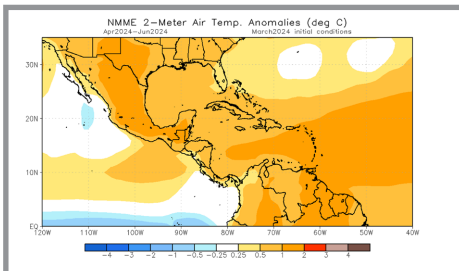 NMME 2-Meter Air Temp. Anomalies (deg C)
Apr2024-Jun2024 March2024 initial conditions
30N
20N
10N
EQ
120W 110W 100W 90W 80W 70W 60W 50W 40W
-4 -3 -2 -1 -0.5 -0.25 0.25 0.5 1 2 3 4